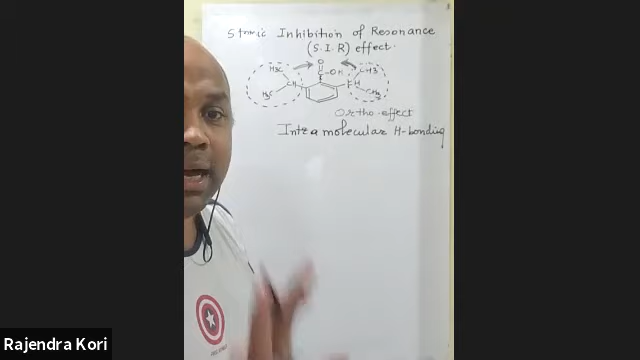 Steric Inhibition of Resonance
(S.I.R) effect.
H3C
O
C-OH
CH3
CH
H3C
CH3
Ortho effect
Intramolecular H-bonding
Rajendra Kori